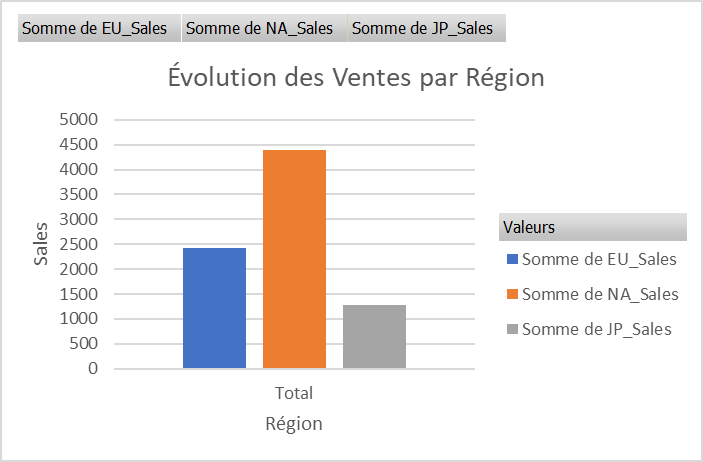 Somme de EU_Sales Somme de NA_Sales Somme de JP_Sales
Évolution des Ventes par Région
5000
4500
4000
3500
3000
2500
2000
1500
1000
500
0
Sales
Total
Région
Valeurs
Somme de EU_Sales
Somme de NA_Sales
Somme de JP_Sales